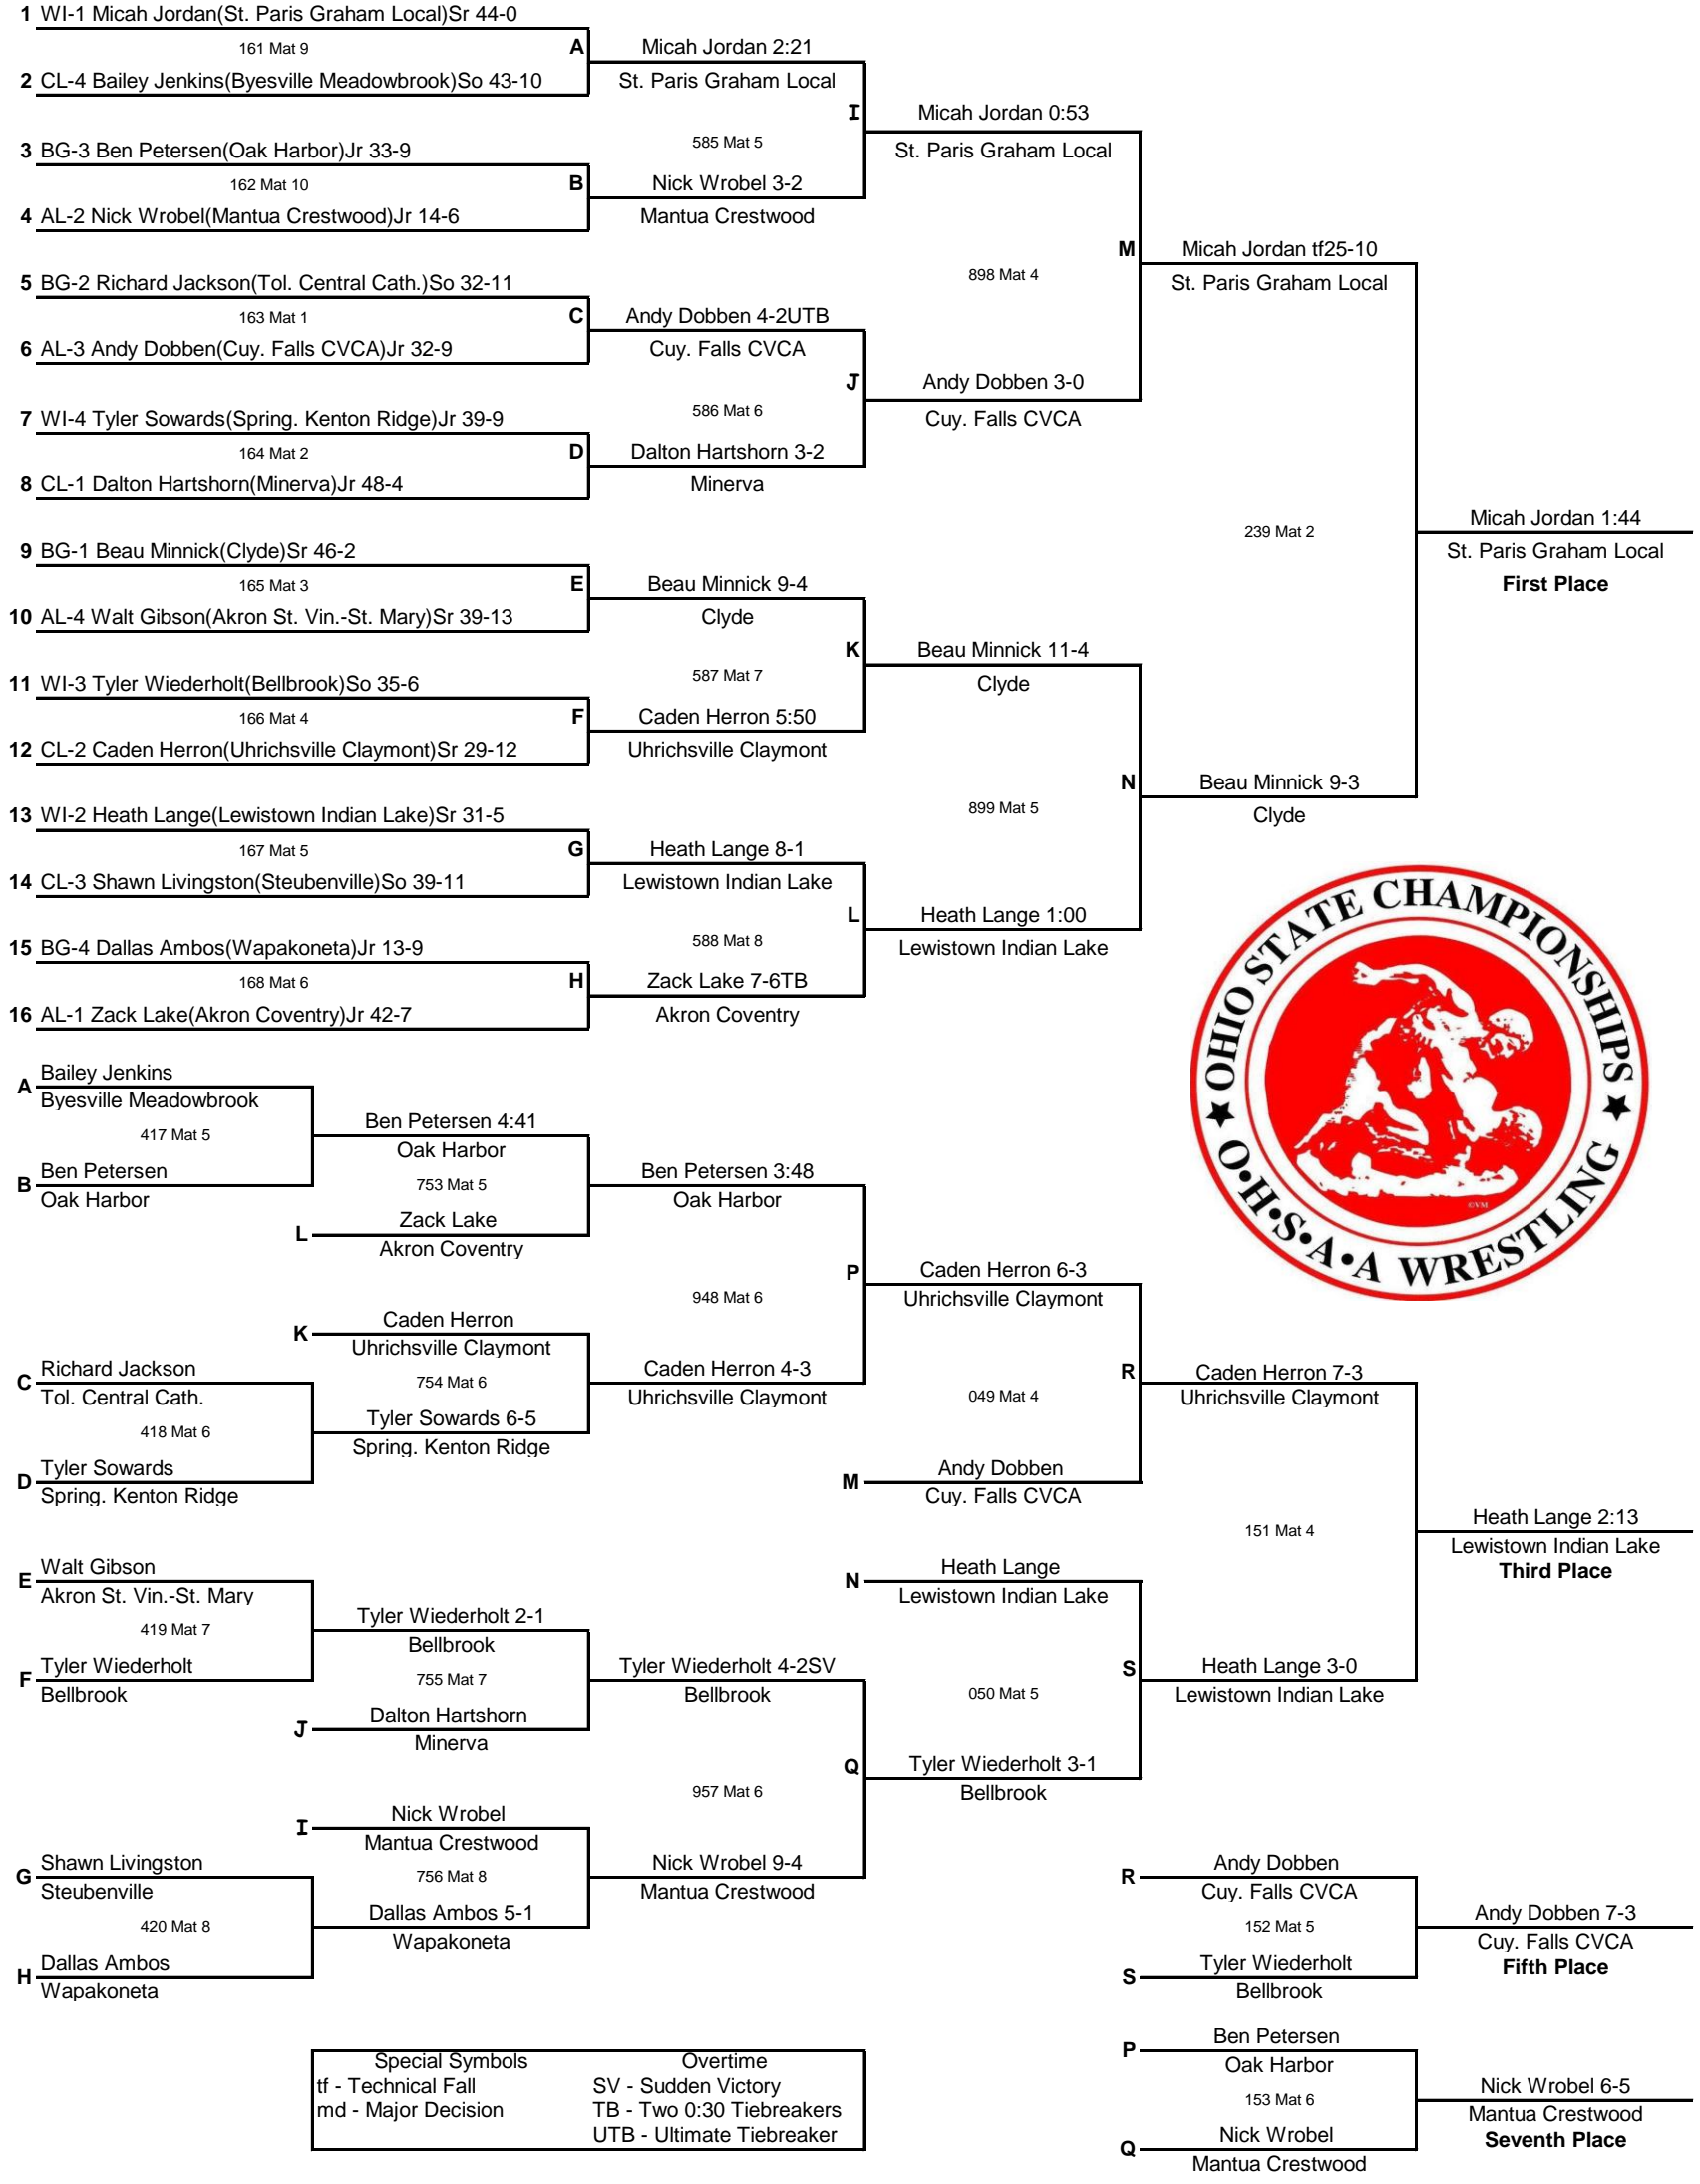 1 WI-1 Micah Jordan(St. Paris Graham Local)Sr 44-0
161 Mat 9
A
2 CL-4 Bailey Jenkins(Byesville Meadowbrook)So 43-10
Micah Jordan 2:21
St. Paris Graham Local
I
585 Mat 5
3 BG-3 Ben Petersen(Oak Harbor)Jr 33-9
162 Mat 10
B
4 AL-2 Nick Wrobel(Mantua Crestwood)Jr 14-6
Nick Wrobel 3-2
Mantua Crestwood
Micah Jordan 0:53
St. Paris Graham Local
M
898 Mat 4
5 BG-2 Richard Jackson(Tol. Central Cath.)So 32-11
163 Mat 1
C
6 AL-3 Andy Dobben(Cuy. Falls CVCA)Jr 32-9
Andy Dobben 4-2UTB
Cuy. Falls CVCA
J
586 Mat 6
7 WI-4 Tyler Sowards(Spring. Kenton Ridge)Jr 39-9
164 Mat 2
D
8 CL-1 Dalton Hartshorn(Minerva)Jr 48-4
Dalton Hartshorn 3-2
Minerva
Andy Dobben 3-0
Cuy. Falls CVCA
Micah Jordan tf25-10
St. Paris Graham Local
239 Mat 2
Micah Jordan 1:44
St. Paris Graham Local
First Place
9 BG-1 Beau Minnick(Clyde)Sr 46-2
165 Mat 3
E
10 AL-4 Walt Gibson(Akron St. Vin.-St. Mary)Sr 39-13
Beau Minnick 9-4
Clyde
K
587 Mat 7
11 WI-3 Tyler Wiederholt(Bellbrook)So 35-6
166 Mat 4
F
12 CL-2 Caden Herron(Uhrichsville Claymont)Sr 29-12
Caden Herron 5:50
Uhrichsville Claymont
Beau Minnick 11-4
Clyde
N
899 Mat 5
Beau Minnick 9-3
Clyde
13 WI-2 Heath Lange(Lewistown Indian Lake)Sr 31-5
167 Mat 5
G
14 CL-3 Shawn Livingston(Steubenville)So 39-11
Heath Lange 8-1
Lewistown Indian Lake
L
588 Mat 8
15 BG-4 Dallas Ambos(Wapakoneta)Jr 13-9
168 Mat 6
H
16 AL-1 Zack Lake(Akron Coventry)Jr 42-7
Zack Lake 7-6TB
Akron Coventry
Heath Lange 1:00
Lewistown Indian Lake
★ OHIO STATE CHAMPIONSHIPS ★
O•H•S•A•A WRESTLING
©VM
A Bailey Jenkins
Byesville Meadowbrook
417 Mat 5
B Ben Petersen
Oak Harbor
Ben Petersen 4:41
Oak Harbor
753 Mat 5
L Zack Lake
Akron Coventry
Ben Petersen 3:48
Oak Harbor
P
948 Mat 6
K Caden Herron
Uhrichsville Claymont
754 Mat 6
C Richard Jackson
Tol. Central Cath.
418 Mat 6
D Tyler Sowards
Spring. Kenton Ridge
Tyler Sowards 6-5
Spring. Kenton Ridge
Caden Herron 4-3
Uhrichsville Claymont
Caden Herron 6-3
Uhrichsville Claymont
R
049 Mat 4
M Andy Dobben
Cuy. Falls CVCA
Caden Herron 7-3
Uhrichsville Claymont
151 Mat 4
Heath Lange 2:13
Lewistown Indian Lake
Third Place
E Walt Gibson
Akron St. Vin.-St. Mary
419 Mat 7
F Tyler Wiederholt
Bellbrook
Tyler Wiederholt 2-1
Bellbrook
755 Mat 7
J Dalton Hartshorn
Minerva
Tyler Wiederholt 4-2SV
Bellbrook
Q
957 Mat 6
N Heath Lange
Lewistown Indian Lake
S
050 Mat 5
Tyler Wiederholt 3-1
Bellbrook
Heath Lange 3-0
Lewistown Indian Lake
I Nick Wrobel
Mantua Crestwood
756 Mat 8
G Shawn Livingston
Steubenville
420 Mat 8
H Dallas Ambos
Wapakoneta
Dallas Ambos 5-1
Wapakoneta
Nick Wrobel 9-4
Mantua Crestwood
R Andy Dobben
Cuy. Falls CVCA
152 Mat 5
S Tyler Wiederholt
Bellbrook
Andy Dobben 7-3
Cuy. Falls CVCA
Fifth Place
P Ben Petersen
Oak Harbor
153 Mat 6
Q Nick Wrobel
Mantua Crestwood
Nick Wrobel 6-5
Mantua Crestwood
Seventh Place
Special Symbols Overtime
tf - Technical Fall SV - Sudden Victory
md - Major Decision TB - Two 0:30 Tiebreakers
UTB - Ultimate Tiebreaker